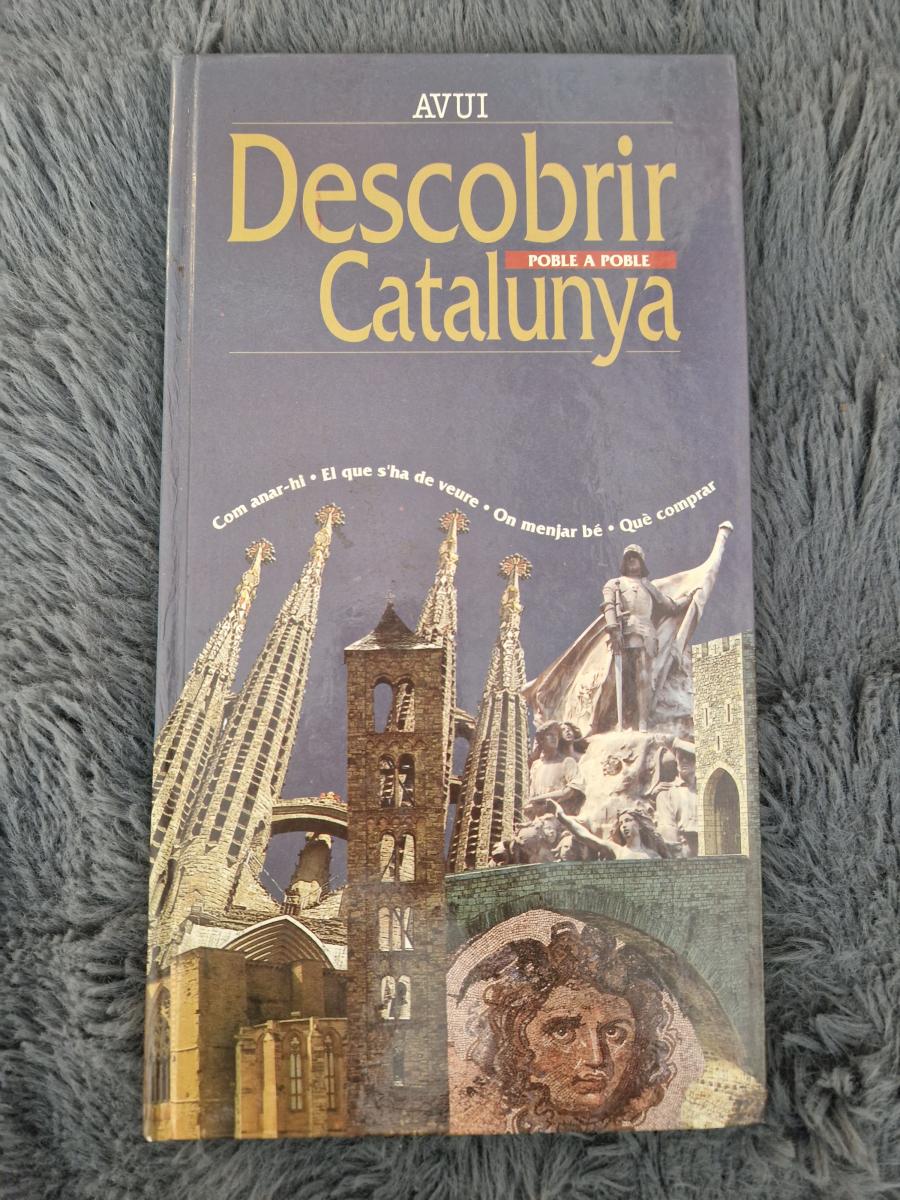 AVUI
Descobrir
POBLE A POBLE
Catalunya
Com anar-hi • El que s'ha de veure • On menjar bé • Què comprar